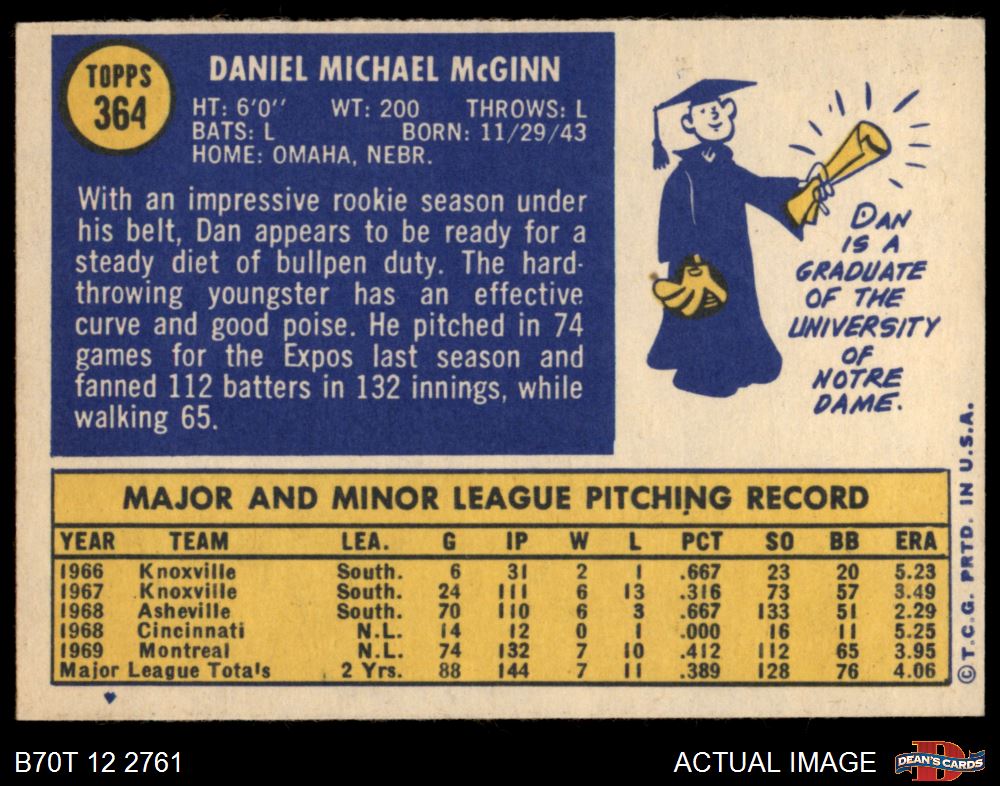 TOPPS
364
DANIEL MICHAEL McGINN
HT: 6'0" WT: 200 THROWS: L
BATS: L BORN: 11/29/43
HOME: OMAHA, NEBR.
With an impressive rookie season under
his belt, Dan appears to be ready for a
steady diet of bullpen duty. The hard-
throwing youngster has an effective
curve and good poise. He pitched in 74
games for the Expos last season and
fanned 112 batters in 132 innings, while
walking 65.
DAN
IS A
GRADUATE
OF THE
UNIVERSITY
OF
NOTRE
DAME.
MAJOR AND MINOR LEAGUE PITCHING RECORD
YEAR TEAM LEA. G IP W L PCT SO BB ERA
1966 Knoxville South. 6 31 2 1 .667 23 20 5.23
1967 Knoxville South. 24 111 6 13 .316 73 57 3.49
1968 Asheville South. 70 110 6 3 .667 133 51 2.29
1968 Cincinnati N.L. 14 12 0 1 .000 16 11 5.25
1969 Montreal N.L. 74 132 7 10 .412 112 65 3.95
Major League Totals 2 Yrs. 88 144 7 11 .389 128 76 4.06
© T.C.G. PRTD. IN U.S.A.
B70T 12 2761
ACTUAL IMAGE
DEAN'S CARDS